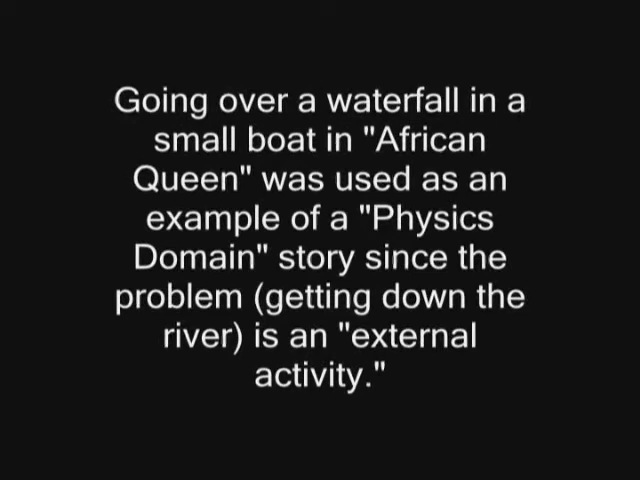 Going over a waterfall in a
small boat in "African
Queen" was used as an
example of a "Physics
Domain" story since the
problem (getting down the
river) is an "external
activity."